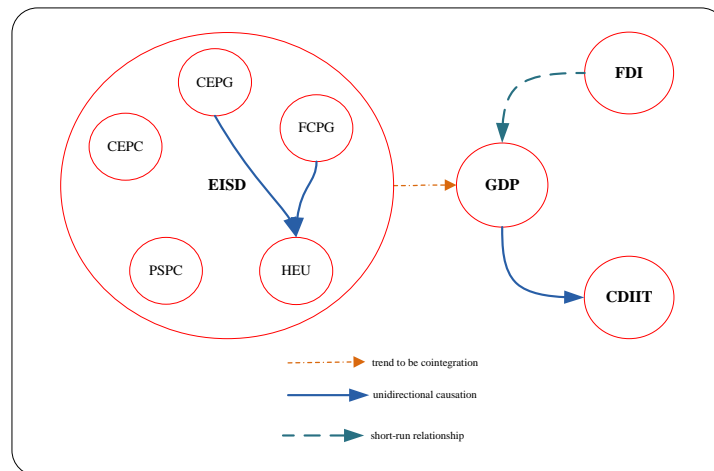 CEPG
FDI
FCPG
CEPC
EISD
GDP
PSPC
HEU
CDIIT
trend to be cointegration
unidirectional causation
short-run relationship